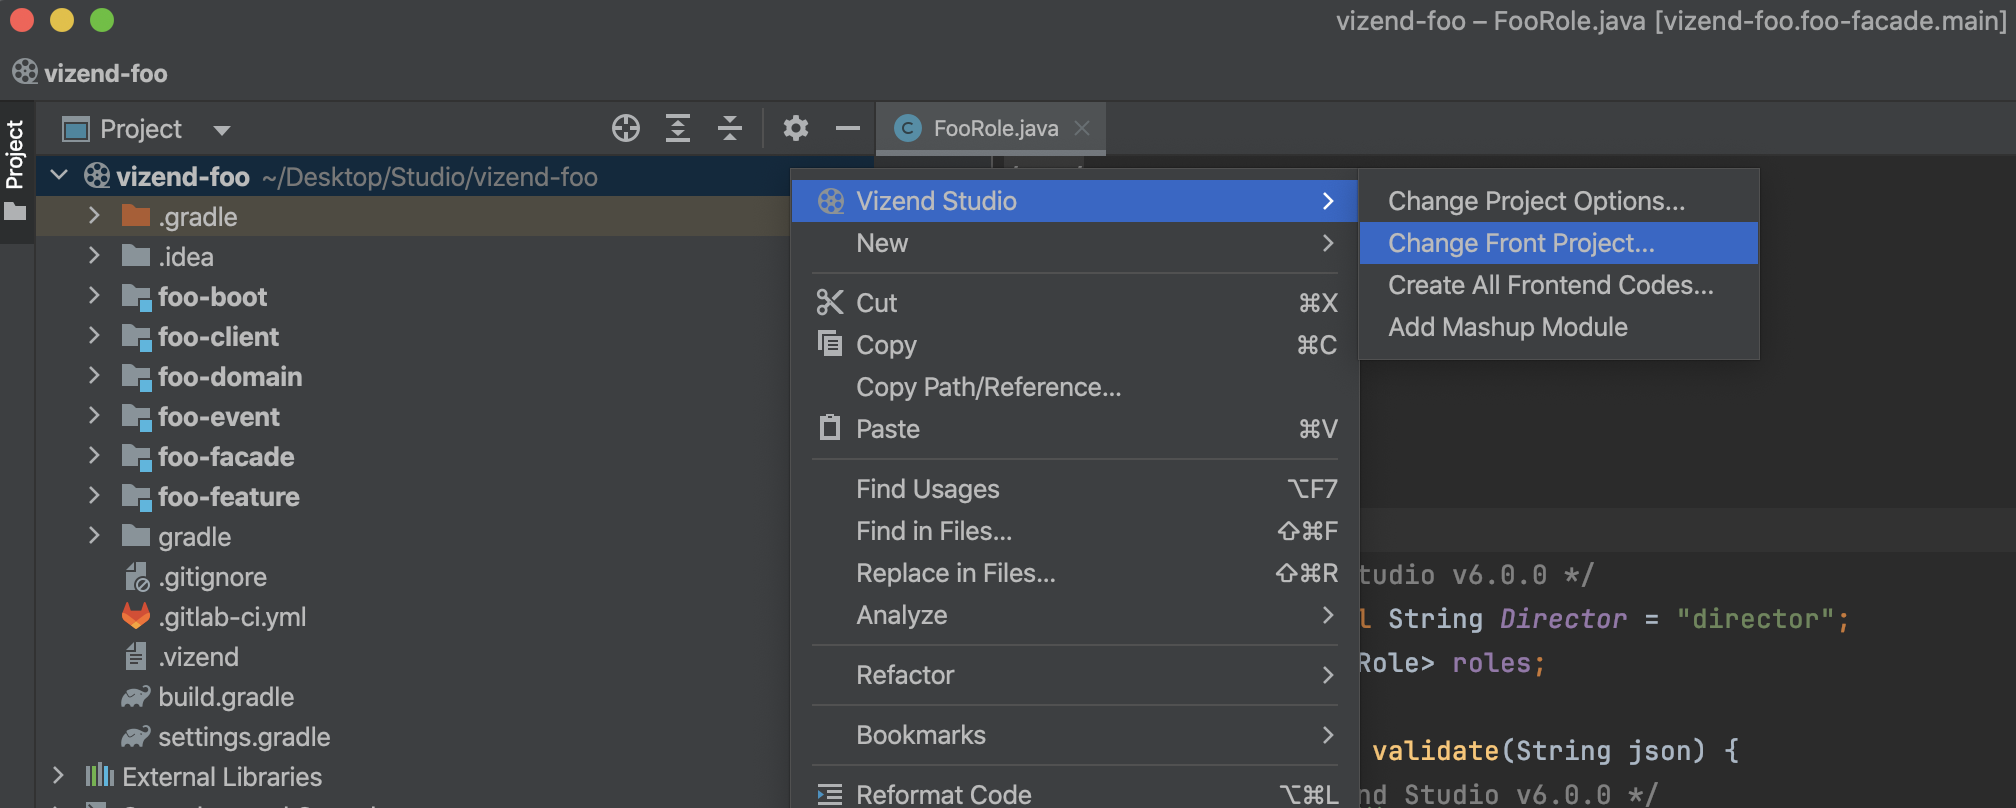 vizend-foo – FooRole.java [vizend-foo.foo-facade.main]
vizend-foo
Project
Project
FooRole.java
vizend-foo ~/Desktop/Studio/vizend-foo
.gradle
.idea
foo-boot
foo-client
foo-domain
foo-event
foo-facade
foo-feature
gradle
.gitignore
.gitlab-ci.yml
.vizend
build.gradle
settings.gradle
External Libraries
Vizend Studio
New
Cut ⌘X
Copy ⌘C
Copy Path/Reference...
Paste ⌘V
Find Usages ⌥F7
Find in Files... ⇧⌘F
Replace in Files... ⇧⌘R
Analyze
Refactor
Bookmarks
Reformat Code ⌥⌘L
Change Project Options...
Change Front Project...
Create All Frontend Codes...
Add Mashup Module
tudio v6.0.0 */
l String Director = "director";
Role> roles;
validate(String json) {
nd Studio v6.0.0 */